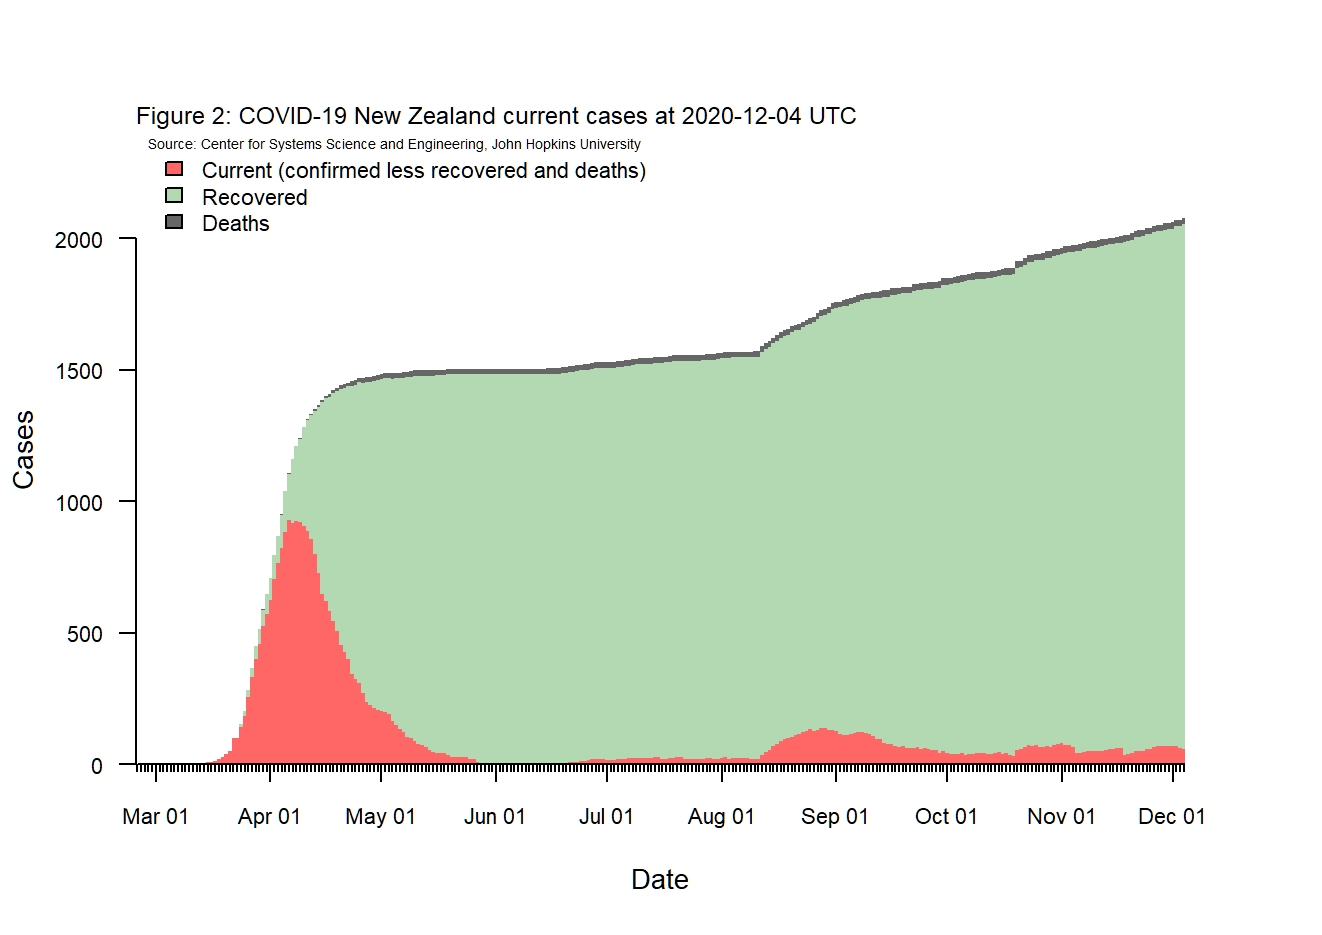 Figure 2: COVID-19 New Zealand current cases at 2020-12-04 UTC
Source: Center for Systems Science and Engineering, John Hopkins University
Current (confirmed less recovered and deaths)
Recovered
Deaths
2000
1500
1000
500
0
Cases
Mar 01 Apr 01 May 01 Jun 01 Jul 01 Aug 01 Sep 01 Oct 01 Nov 01 Dec 01
Date